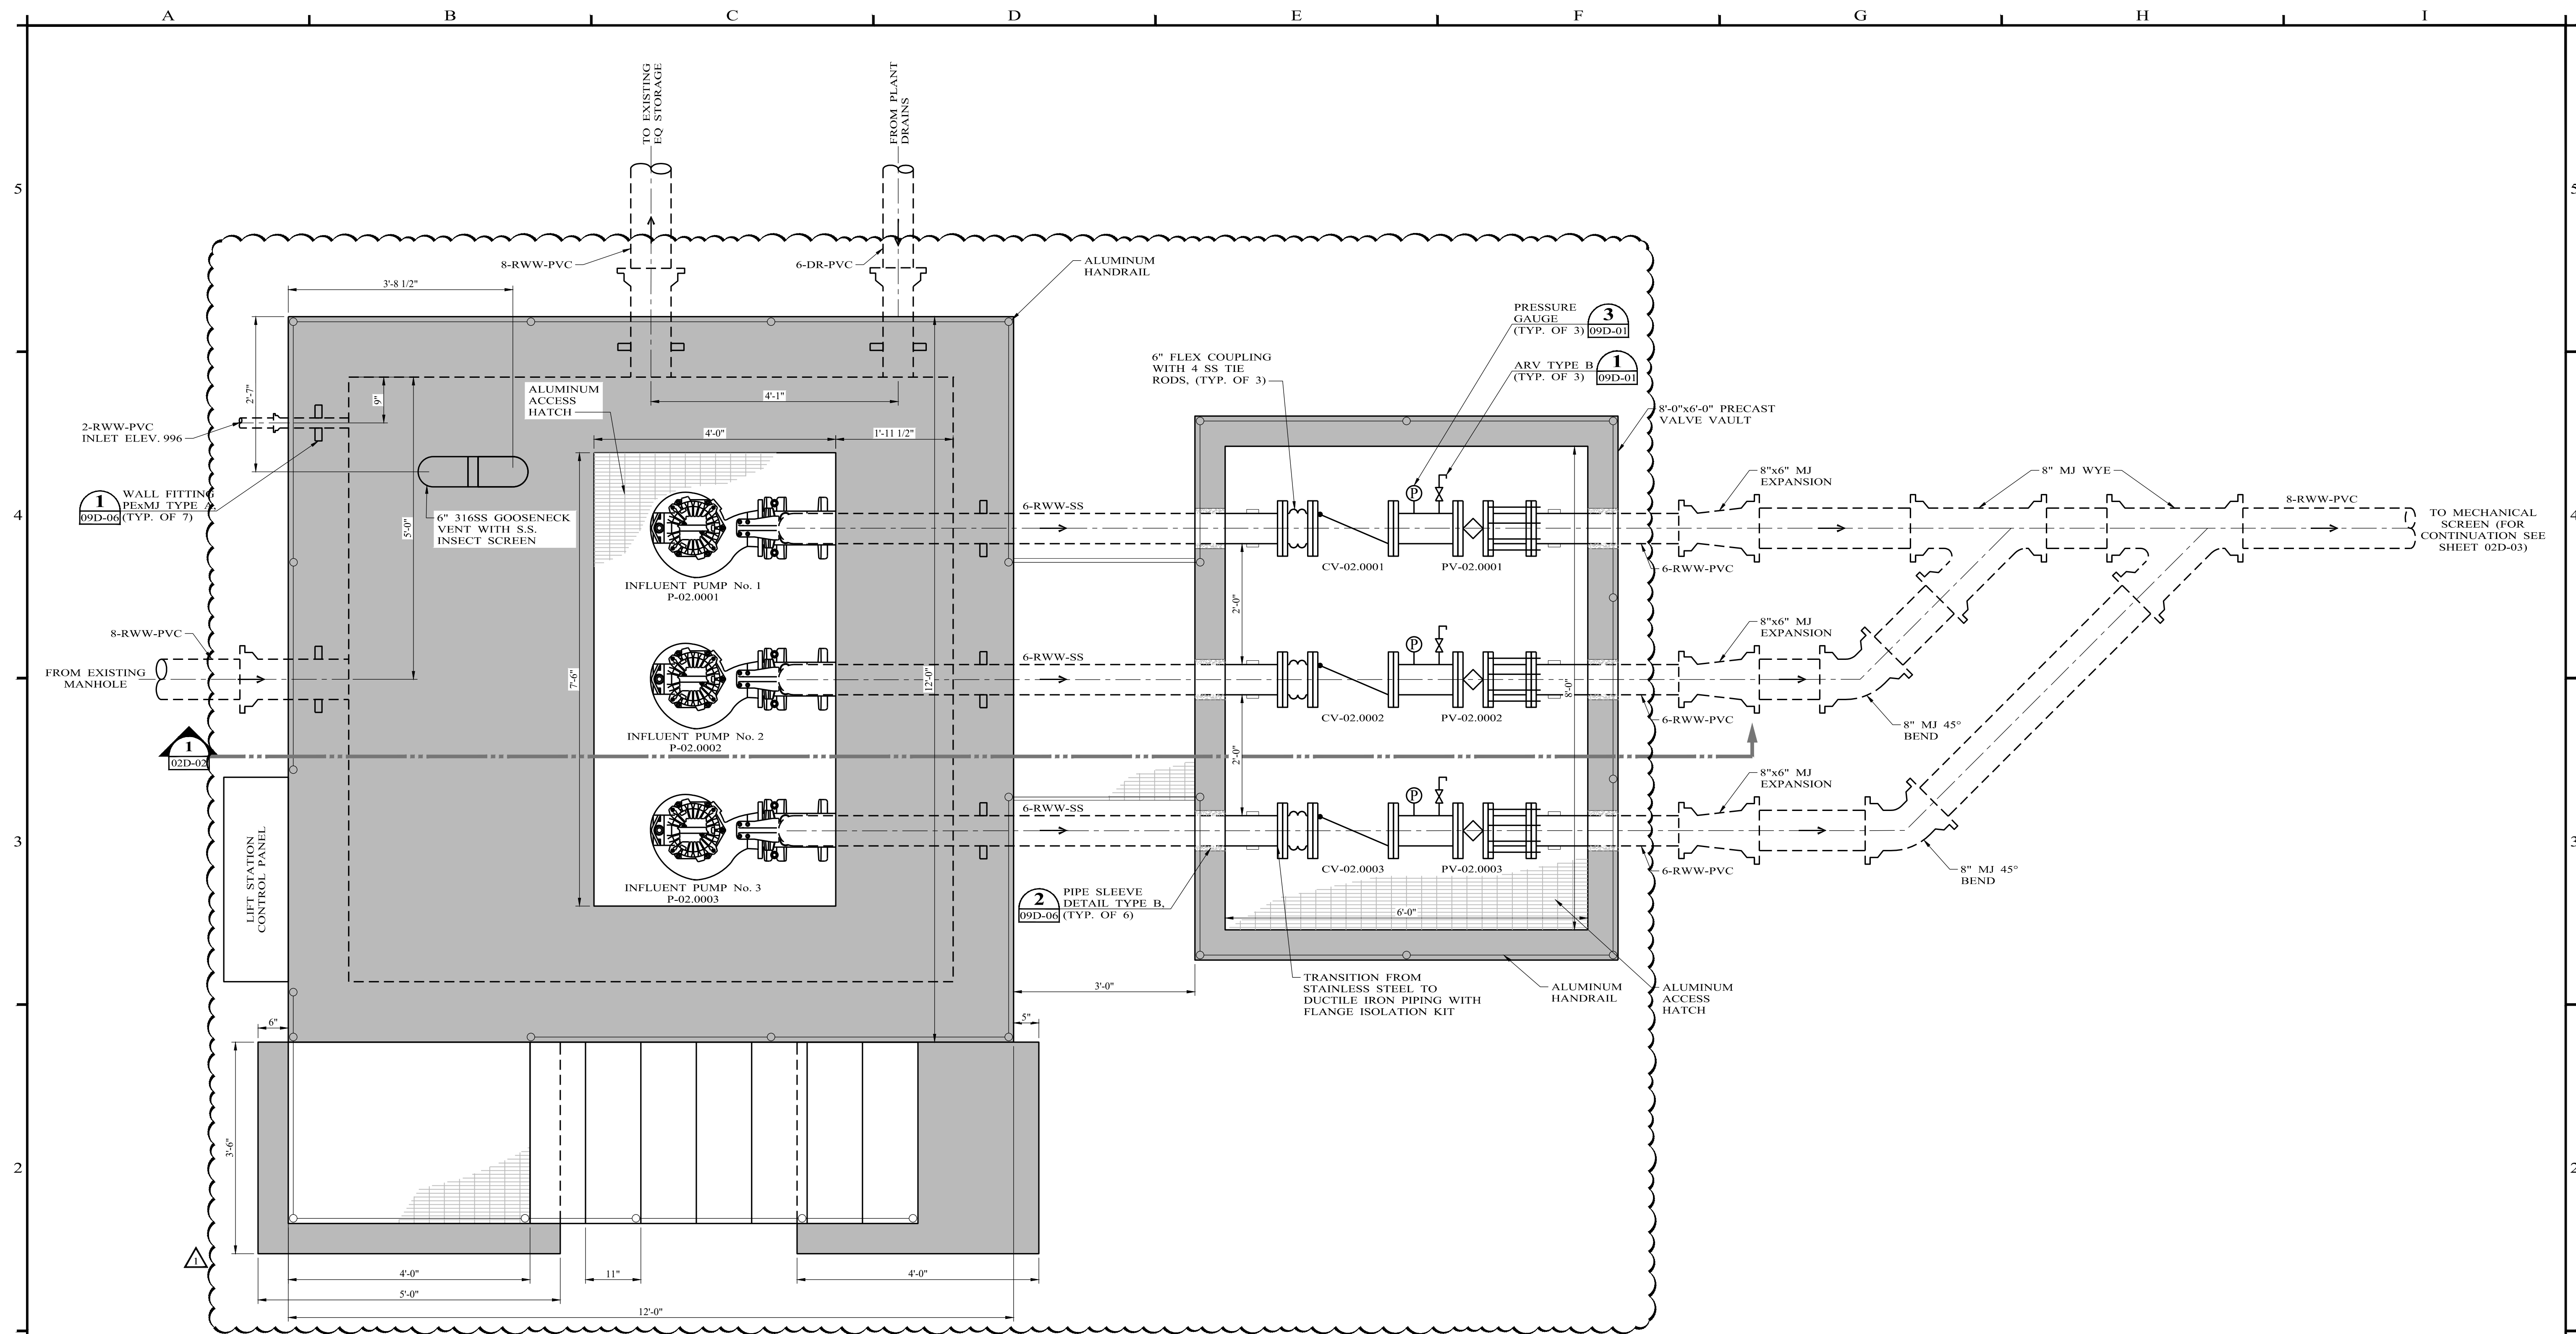 A
B
C
D
E
F
G
H
I
5
5
4
4
3
3
2
2
TO EXISTING
EQ STORAGE
FROM PLANT
DRAINS
8-RWW-PVC
6-DR-PVC
ALUMINUM
HANDRAIL
3'-8 1/2"
2'-7"
9"
5'-0"
ALUMINUM
ACCESS
HATCH
4'-1"
4'-0"
1'-11 1/2"
2-RWW-PVC
INLET ELEV. 996
1
09D-06
WALL FITTING
PExMJ TYPE A,
(TYP. OF 7)
6" 316SS GOOSENECK
VENT WITH S.S.
INSECT SCREEN
PRESSURE
GAUGE
(TYP. OF 3)
3
09D-01
ARV TYPE B
(TYP. OF 3)
1
09D-01
6" FLEX COUPLING
WITH 4 SS TIE
RODS, (TYP. OF 3)
8'-0"x6'-0" PRECAST
VALVE VAULT
6-RWW-SS
P
CV-02.0001
PV-02.0001
INFLUENT PUMP No. 1
P-02.0001
8"x6" MJ
EXPANSION
6-RWW-PVC
8" MJ WYE
8-RWW-PVC
TO MECHANICAL
SCREEN (FOR
CONTINUATION SEE
SHEET 02D-03)
8-RWW-PVC
FROM EXISTING
MANHOLE
7'-6"
12'-0"
2'-0"
8'-0"
6-RWW-SS
P
CV-02.0002
PV-02.0002
INFLUENT PUMP No. 2
P-02.0002
8"x6" MJ
EXPANSION
6-RWW-PVC
8" MJ 45°
BEND
1
02D-02
2'-0"
LIFT STATION
CONTROL PANEL
6-RWW-SS
P
CV-02.0003
PV-02.0003
INFLUENT PUMP No. 3
P-02.0003
8"x6" MJ
EXPANSION
6-RWW-PVC
8" MJ 45°
BEND
2
09D-06
PIPE SLEEVE
DETAIL TYPE B,
(TYP. OF 6)
6'-0"
TRANSITION FROM
STAINLESS STEEL TO
DUCTILE IRON PIPING WITH
FLANGE ISOLATION KIT
ALUMINUM
HANDRAIL
ALUMINUM
ACCESS
HATCH
3'-0"
6"
5"
3'-6"
1
4'-0"
11"
4'-0"
5'-0"
12'-0"